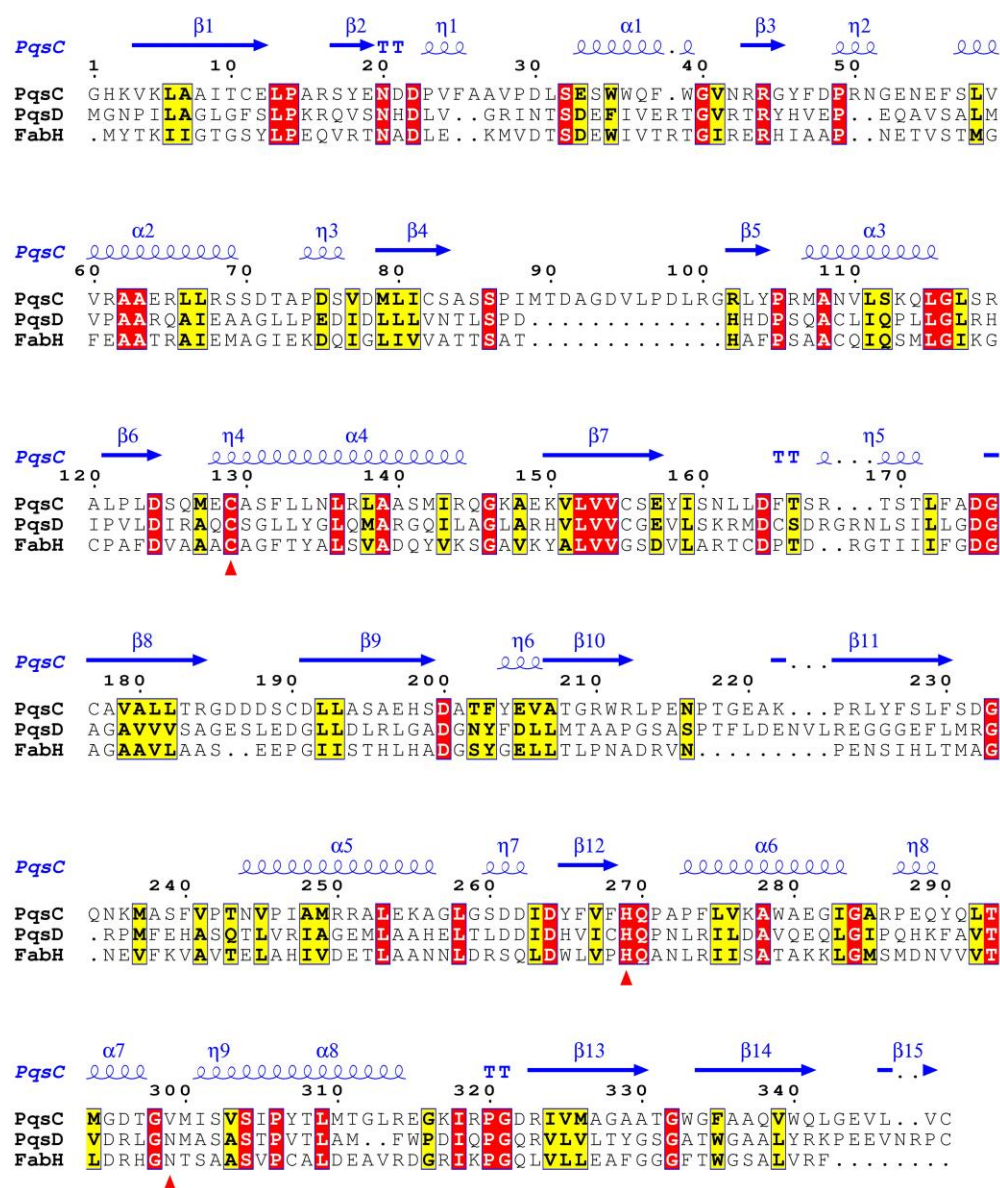 β1 β2 TT η1 α1 β3 η2
PqsC
1 10 20 30 40 50
PqsC GHKVKLAAITCELPARSYENDDPVFAAVPDLSESWWQF.WGVNRRGYFDPRNGENEFSLV
PqsD MGNPILAGLGFSLPKRQVSNHDLV..GRINTSDEFIVERTGVRTRYHVEP..EQAVSALM
FabH .MYTKIIGTGSYLPEQVRTNADLE..KMVDTSDEWIVTRTGIRERHIAAP..NETVSTMG
α2 η3 β4 β5 α3
PqsC
60 70 80 90 100 110
PqsC VRAAERLLRSSDTAPDSVDMLICSASSPIMTDAGDVLPDLRGRLYPRMANVLSKQLGLSR
PqsD VPAARQAIEAAGLLPEDIDLLLVNTLSPD.............HHDPSQACLIQPLLGLRH
FabH FEAATRAIEMAGIEKDQIGLIVVATTSAT.............HAFPSAACQIQSMLGIKG
β6 η4 α4 β7 TT η5
PqsC
120 130 140 150 160 170
PqsC ALPLDSQMECASFLLNLRLAASMIRQGKAEKVLVVCSEYISNLLDFTSR...TSTLFADG
PqsD IPVLDIRAQCSGLLYGLQMARGQILAGLARHVLVVCGEVLSKRMDCSDRGRNLSILLGDG
FabH CPAFDVAAACAGFTYALSVADQYVKSGAVKYALVVGSDVLARTCDPTD..RGTIIIFGDG
β8 β9 η6 β10 β11
PqsC
180 190 200 210 220 230
PqsC CAVALLTRGDDDSCDLLASAEHSDATFYEVATGRWRLPENPTGEAK...PRLYFSLFSDG
PqsD AGAVVVSAGESLEDGLLDLRLGADGNYFDLLMTAAPGSASPTFLDENVLREGGGEFLMRG
FabH AGAAVLAAS..EEPGIISTHLHADGSYGELLTLPNADRVN.........PENSIHLTMAG
α5 η7 β12 α6 η8
PqsC
240 250 260 270 280 290
PqsC QNKMASFVPTNVPIAMRRALEKAGLGSDDIDYFVFHQPAPFLVKAWAEGIGARPEQYQLT
PqsD .RPMFEHASQTLVRIAGEMLAAHELTLDDIDHVICHQPNLRILDAVQEQLGIPQHKFAVT
FabH .NEVFKVAVTELAHIVDETLAANNLDRSQLDWLVPHQANLRIISATAKKLGMSMDNVVVT
α7 η9 α8 TT β13 β14 β15
PqsC
300 310 320 330 340
PqsC MGDTGVMISVSIPYTLMTGLREGKIRPGDRIVMAGAATGWGFAAQVWQLGEVL..VC
PqsD VDRLGNMASASTPVTLAM..FWPDIQPGQRVLVLTYGSGATWGAALYRKPEEVNRPC
FabH LDRHGNTSAASVPCALDEAVRDGRIKPGQLVLLEAFGGGFTWGSALVRF........